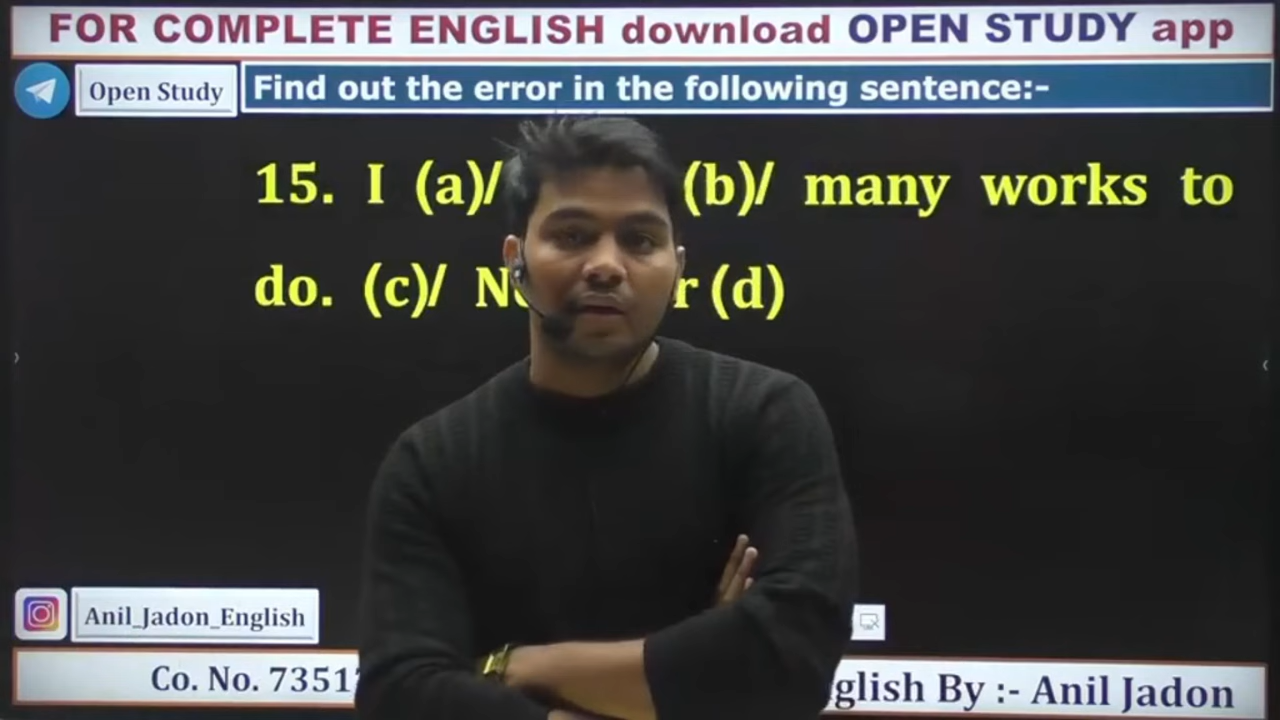 FOR COMPLETE ENGLISH download OPEN STUDY app
Open Study
Find out the error in the following sentence:-
15. I (a)/ (b)/ many works to
do. (c)/ (d)
Anil_Jadon_English
Co. No. 7351
By :- Anil Jadon